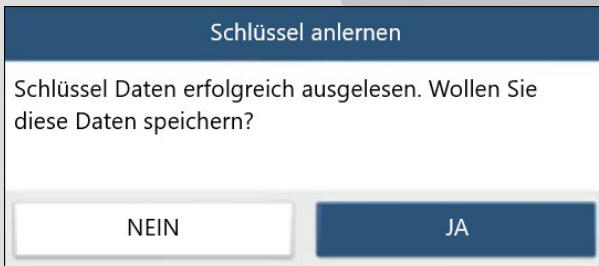 Schlüssel anlernen
Schlüssel Daten erfolgreich ausgelesen. Wollen Sie
diese Daten speichern?
NEIN
JA